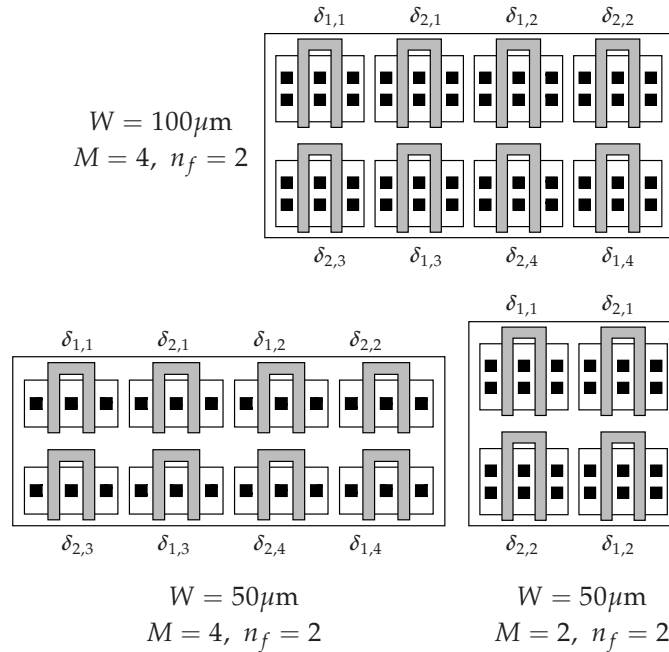 δ1,1 δ2,1 δ1,2 δ2,2
W = 100μm
M = 4, nf = 2
δ2,3 δ1,3 δ2,4 δ1,4
δ1,1 δ2,1 δ1,2 δ2,2
δ2,3 δ1,3 δ2,4 δ1,4
W = 50μm
M = 4, nf = 2
δ1,1 δ2,1
δ2,2 δ1,2
W = 50μm
M = 2, nf = 2